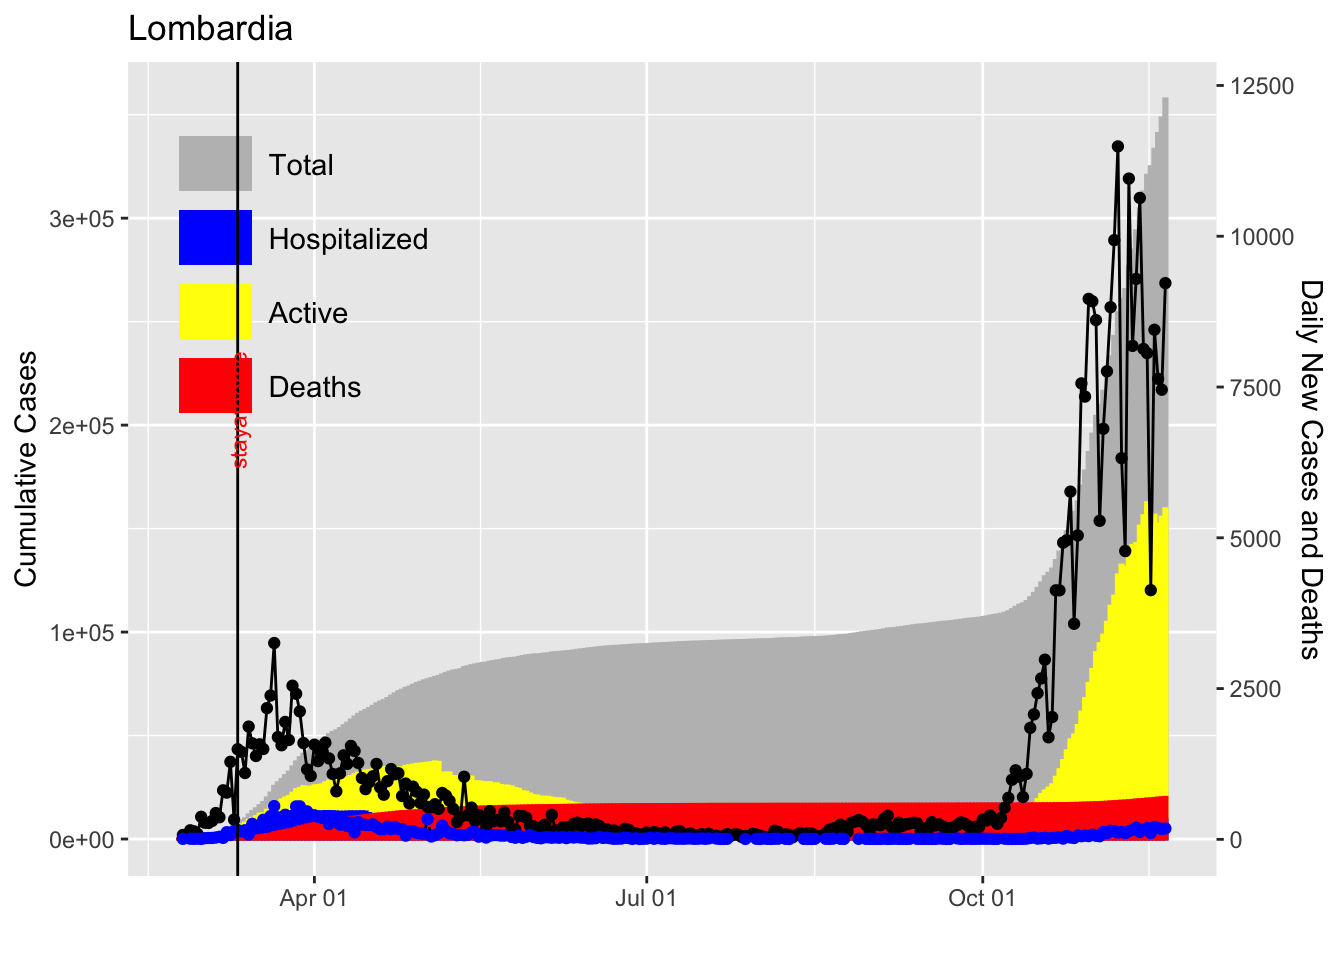 Lombardia
Total
Hospitalized
Active
Deaths
Cumulative Cases
3e+05
2e+05
1e+05
0e+00
12500
10000
7500
5000
2500
0
Daily New Cases and Deaths
Apr 01
Jul 01
Oct 01